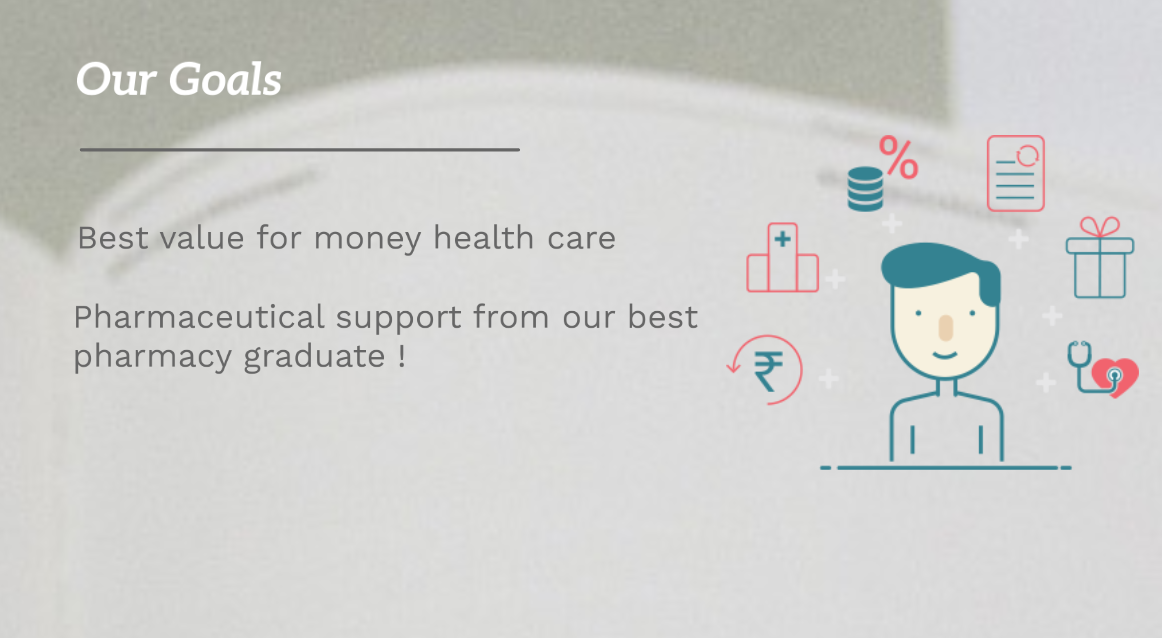 Our Goals
%
Best value for money health care
Pharmaceutical support from our best
pharmacy graduate !
₹